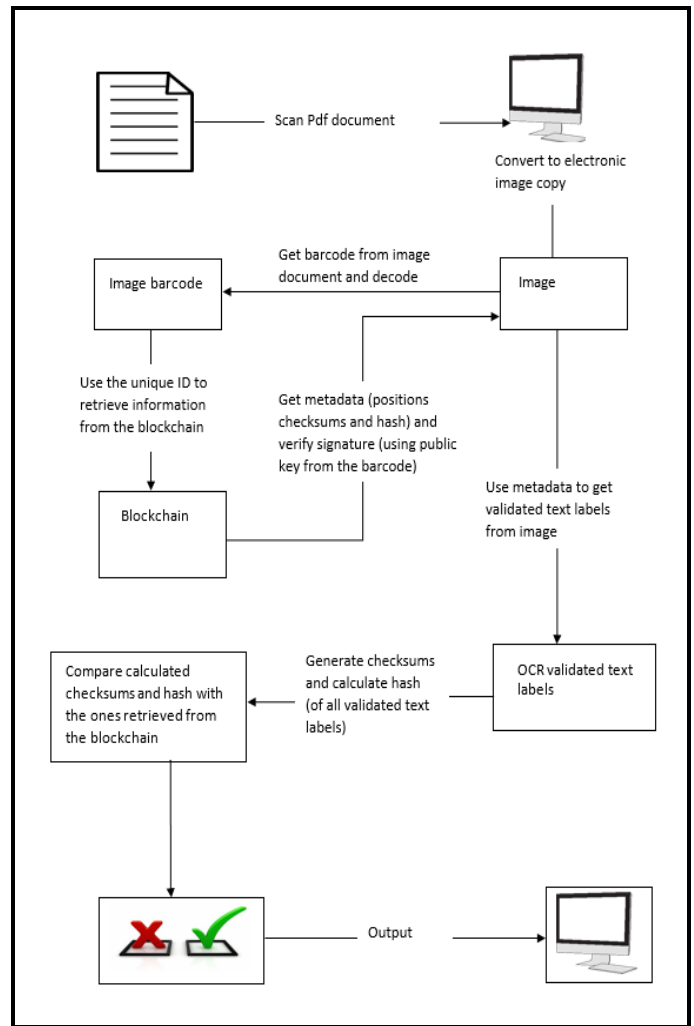 Scan Pdf document
Convert to electronic
image copy
Get barcode from image
document and decode
Image barcode
Image
Use the unique ID to
retrieve information
from the blockchain
Get metadata (positions
checksums and hash) and
verify signature (using public
key from the barcode)
Blockchain
Use metadata to get
validated text labels
from image
OCR validated text
labels
Generate checksums
and calculate hash
(of all validated text
labels)
Compare calculated
checksums and hash with
the ones retrieved from
the blockchain
Output